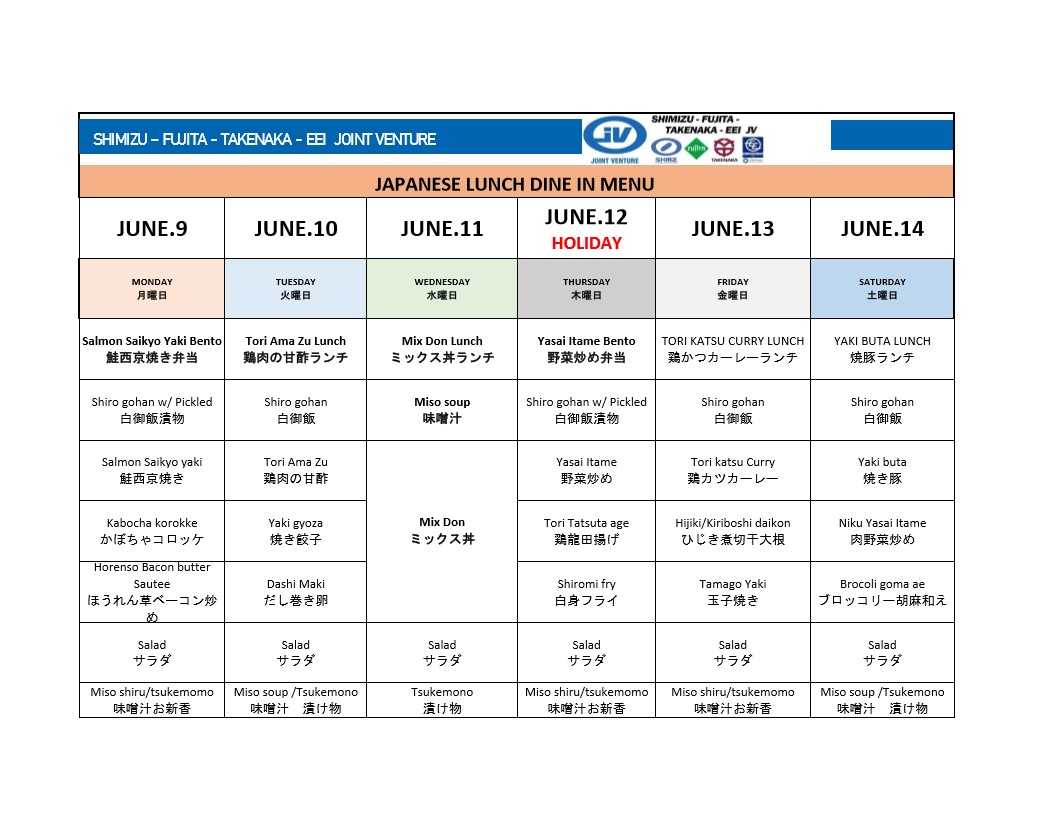 SHIMIZU – FUJITA - TAKENAKA - EEI JOINT VENTURE
JV
JOINT VENTURE
SHIMIZU - FUJITA -
TAKENAKA - EEI JV
Fujita
TAKENAKA
JAPANESE LUNCH DINE IN MENU
JUNE.9
JUNE.10
JUNE.11
JUNE.12
HOLIDAY
JUNE.13
JUNE.14
MONDAY
月曜日
TUESDAY
火曜日
WEDNESDAY
水曜日
THURSDAY
木曜日
FRIDAY
金曜日
SATURDAY
土曜日
Salmon Saikyo Yaki Bento
鮭西京焼き弁当
Tori Ama Zu Lunch
鶏肉の甘酢ランチ
Mix Don Lunch
ミックス丼ランチ
Yasai Itame Bento
野菜炒め弁当
TORI KATSU CURRY LUNCH
鶏かつカーレーランチ
YAKI BUTA LUNCH
焼豚ランチ
Shiro gohan w/ Pickled
白御飯漬物
Shiro gohan
白御飯
Miso soup
味噌汁
Shiro gohan w/ Pickled
白御飯漬物
Shiro gohan
白御飯
Shiro gohan
白御飯
Salmon Saikyo yaki
鮭西京焼き
Tori Ama Zu
鶏肉の甘酢
Mix Don
ミックス丼
Yasai Itame
野菜炒め
Tori katsu Curry
鶏カツカーレー
Yaki buta
焼き豚
Kabocha korokke
かぼちゃコロッケ
Yaki gyoza
焼き餃子
Tori Tatsuta age
鶏龍田揚げ
Hijiki/Kiriboshi daikon
ひじき煮切干大根
Niku Yasai Itame
肉野菜炒め
Horenso Bacon butter
Sautee
ほうれん草ベーコン炒
め
Dashi Maki
だし巻き卵
Shiromi fry
白身フライ
Tamago Yaki
玉子焼き
Brocoli goma ae
ブロッコリー胡麻和え
Salad
サラダ
Salad
サラダ
Salad
サラダ
Salad
サラダ
Salad
サラダ
Salad
サラダ
Miso shiru/tsukemomo
味噌汁お新香
Miso soup /Tsukemono
味噌汁　漬け物
Tsukemono
漬け物
Miso shiru/tsukemomo
味噌汁お新香
Miso shiru/tsukemomo
味噌汁お新香
Miso soup /Tsukemono
味噌汁　漬け物